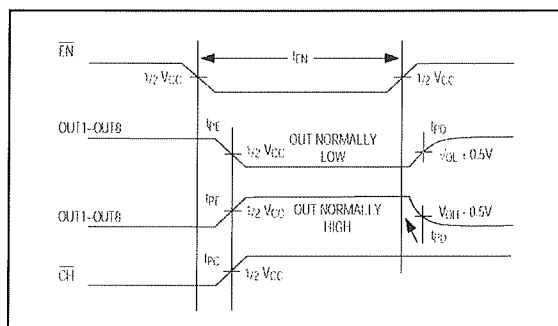 EN
tEN
1/2 VCC
1/2 VCC
OUT1-OUT8
tPE
1/2 VCC
OUT NORMALLY
LOW
tPD
VOL + 0.5V
OUT1-OUT8
tPE
1/2 VCC
OUT NORMALLY
HIGH
VOH - 0.5V
tPD
CH
tPC
1/2 VCC